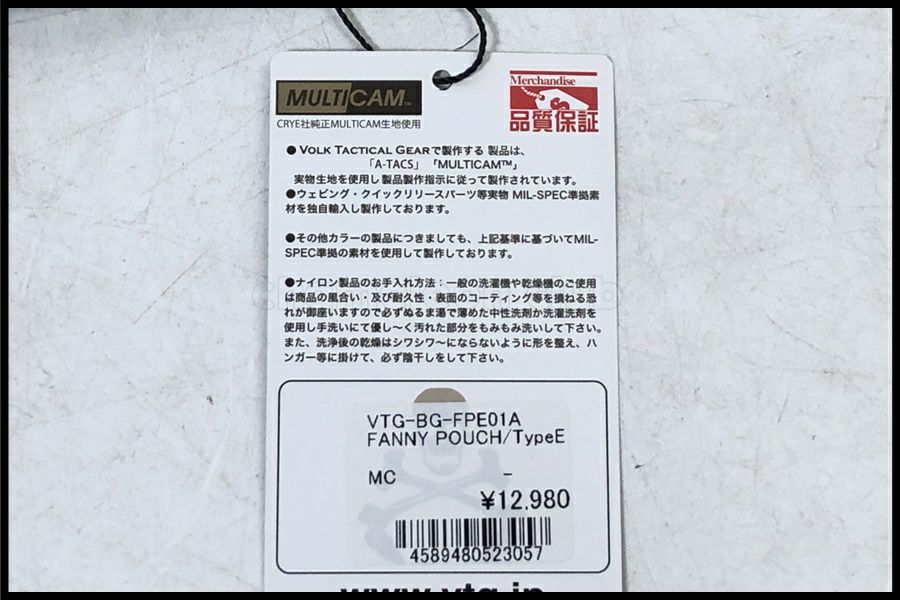 MULTICAM™
CRYE社純正MULTICAM生地使用
Merchandise
品質保証
● VOLK TACTICAL GEARで製作する 製品は、
「A-TACS」 「MULTICAM™」
実物生地を使用し製品製作指示に従って製作されています。
●ウェビング・クイックリリースパーツ等実物 MIL-SPEC準拠素
材を独自輸入し製作しております。
●その他カラーの製品につきましても、上記基準に基づいてMIL-
SPEC準拠の素材を使用して製作しております。
●ナイロン製品のお手入れ方法：一般の洗濯機や乾燥機のご使用
は商品の風合い・及び耐久性・表面のコーティング等を損ねる恐
れが御座いますので必ずぬるま湯で薄めた中性洗剤か洗濯洗剤を
使用し手洗いにて優し〜く汚れた部分をもみもみ洗いして下さい。
また、洗浄後の乾燥はシワシワ〜にならないように形を整え、ハ
ンガー等に掛けて、必ず陰干しをして下さい。
VTG-BG-FPE01A
FANNY POUCH/TypeE
MC -
¥12,980
4589480523057
www.vtg.jp